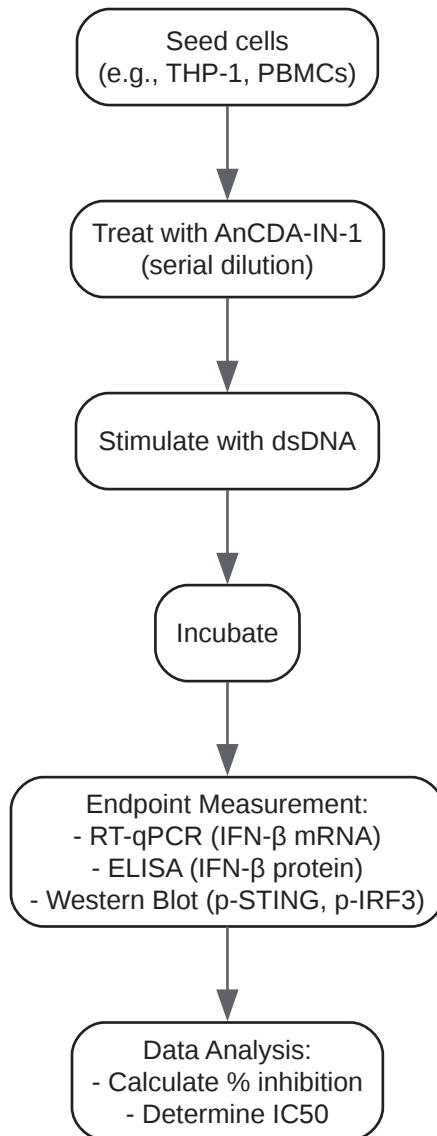 Seed cells
(e.g., THP-1, PBMCs)
Treat with AnCDA-IN-1
(serial dilution)
Stimulate with dsDNA
Incubate
Endpoint Measurement:
- RT-qPCR (IFN-β mRNA)
- ELISA (IFN-β protein)
- Western Blot (p-STING, p-IRF3)
Data Analysis:
- Calculate % inhibition
- Determine IC50